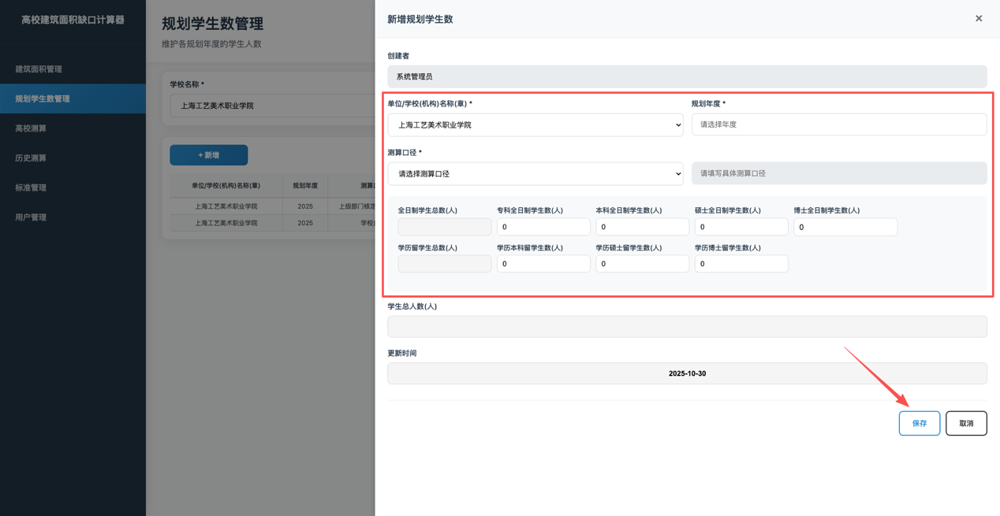 高校建筑面积缺口计算器
建筑面积管理
规划学生数管理
高校测算
历史测算
标准管理
用户管理
规划学生数管理
维护各规划年度的学生人数
学校名称 *
上海工艺美术职业学院
+ 新增
单位/学校(机构)名称(章) 规划年度 测算
上海工艺美术职业学院 2025 上级部门核定
上海工艺美术职业学院 2025 学校
新增规划学生数
×
创建者
系统管理员
单位/学校(机构)名称(章) * 规划年度 *
上海工艺美术职业学院 请选择年度
测算口径 *
请选择测算口径 请填写具体测算口径
全日制学生总数(人) 专科全日制学生数(人) 本科全日制学生数(人) 硕士全日制学生数(人) 博士全日制学生数(人)
0 0 0 0
学历留学生总数(人) 学历本科留学生数(人) 学历硕士留学生数(人) 学历博士留学生数(人)
0 0 0
学生总人数(人)
更新时间
2025-10-30
保存 取消